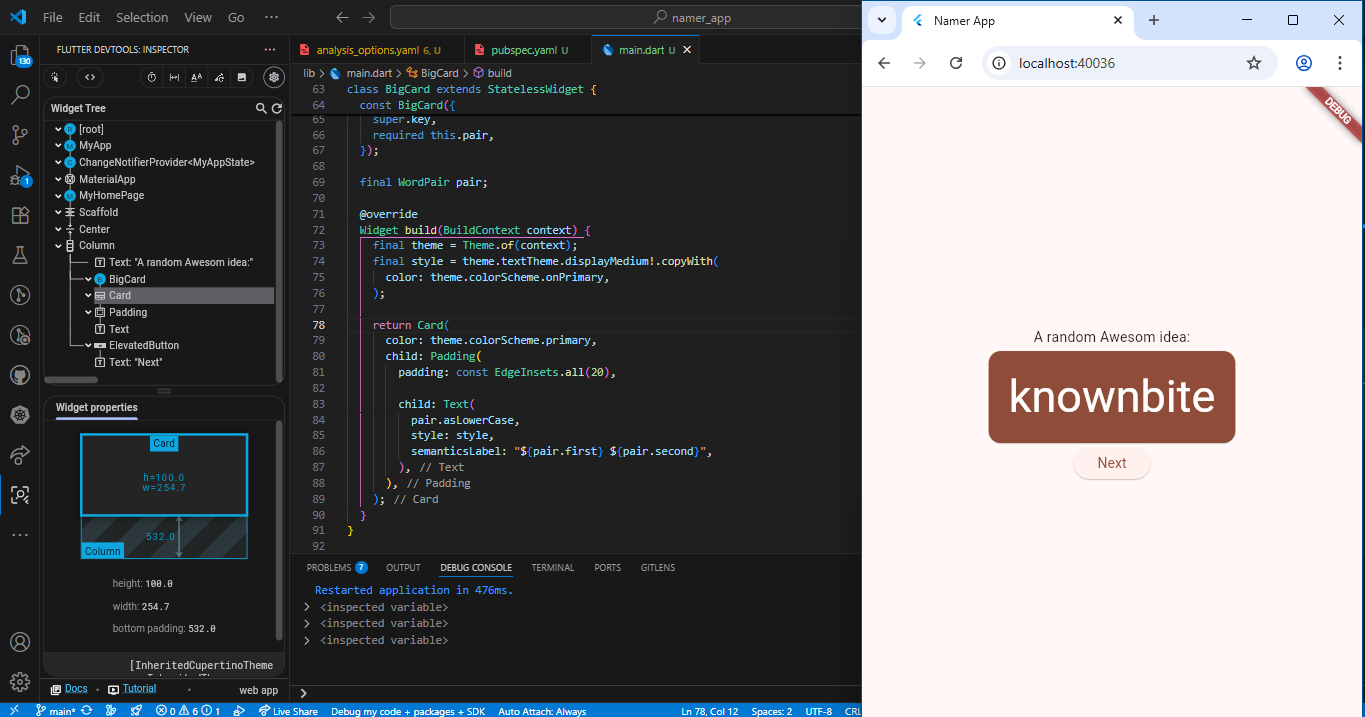 File Edit Selection View Go ··· namer_app
FLUTTER DEVTOOLS: INSPECTOR ···
Widget Tree
[root]
MyApp
ChangeNotifierProvider<MyAppState>
MaterialApp
MyHomePage
Scaffold
Center
Column
Text: "A random Awesom idea:"
BigCard
Card
Padding
Text
ElevatedButton
Text: "Next"
Widget properties
Card
h=100.0
w=254.7
532.0
Column
height: 100.0
width: 254.7
bottom padding: 532.0
[InheritedCupertinoTheme
Docs · Tutorial · web app
130
1
analysis_options.yaml 6, U pubspec.yaml U main.dart U
lib > main.dart > BigCard > build
63 class BigCard extends StatelessWidget {
64 const BigCard({
65 super.key,
66 required this.pair,
67 });
68
69 final WordPair pair;
70
71 @override
72 Widget build(BuildContext context) {
73 final theme = Theme.of(context);
74 final style = theme.textTheme.displayMedium!.copyWith(
75 color: theme.colorScheme.onPrimary,
76 );
77
78 return Card(
79 color: theme.colorScheme.primary,
80 child: Padding(
81 padding: const EdgeInsets.all(20),
82
83 child: Text(
84 pair.asLowerCase,
85 style: style,
86 semanticsLabel: "${pair.first} ${pair.second}",
87 ), // Text
88 ), // Padding
89 ); // Card
90 }
91 }
92
PROBLEMS 7 OUTPUT DEBUG CONSOLE TERMINAL PORTS GITLENS
Restarted application in 476ms.
> <inspected variable>
> <inspected variable>
> <inspected variable>
>
main* 0 6 1 Live Share Debug my code + packages + SDK Auto Attach: Always Ln 78, Col 12 Spaces: 2 UTF-8 CRL
Namer App
localhost:40036
DEBUG
A random Awesom idea:
knownbite
Next